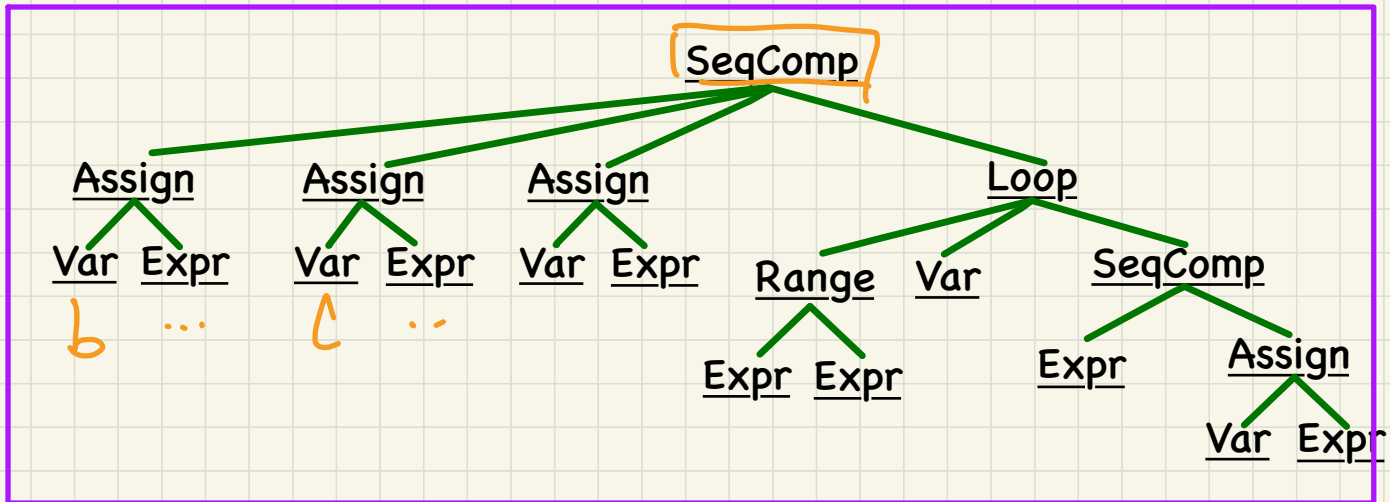 SeqComp
Assign Assign Assign Loop
Var Expr Var Expr Var Expr Range Var SeqComp
b ... c ..
Expr Expr Expr Assign
Var Expr